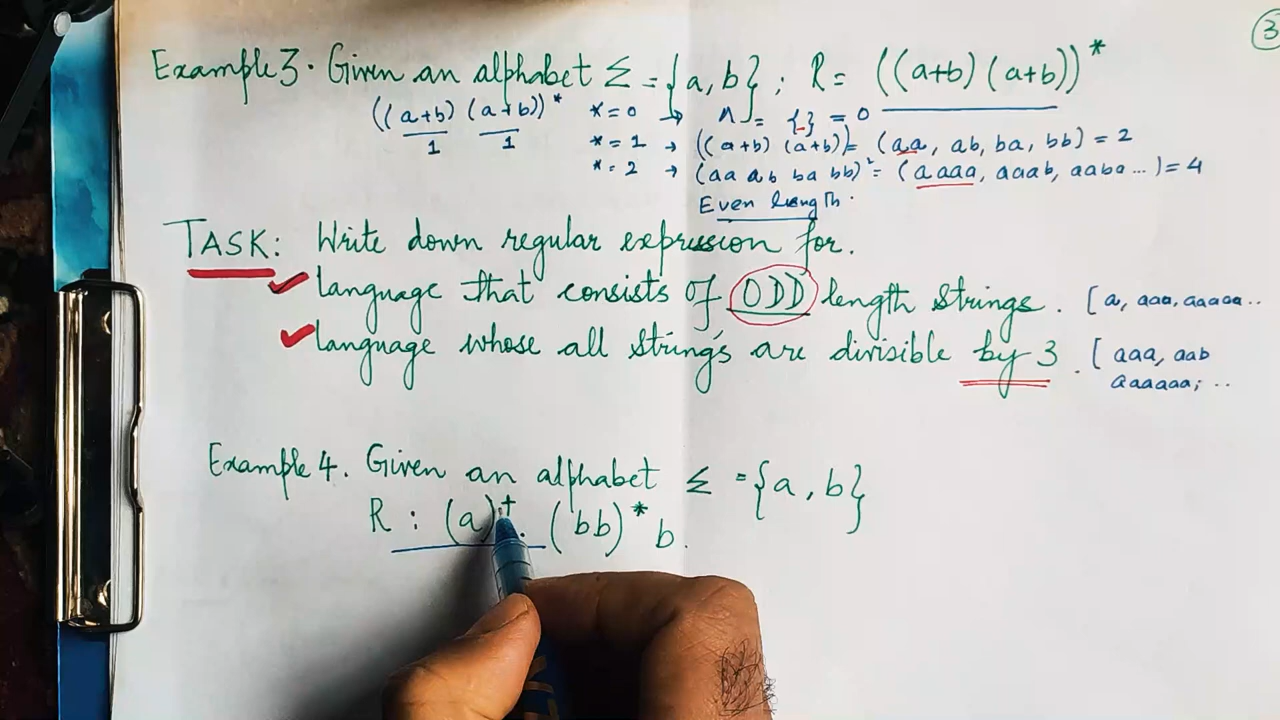 3
Example 3. Given an alphabet Σ = {a, b} ; R = ((a+b) (a+b))*
((a+b) (a+b))* * = 0 → Λ = {} = 0
1 1
* = 1 → ((a+b) (a+b)) = (aa, ab, ba, bb) = 2
* = 2 → (aa ab ba bb)² = (aaaa, aaab, aaba ...) = 4
Even length.
TASK: Write down regular expression for.
language that consists of ODD length strings. [a, aaa, aaaaa ..
language whose all strings are divisible by 3. [aaa, aab
aaaaaa; ..
Example 4. Given an alphabet Σ = {a, b}
R : (a)+. (bb)* b.